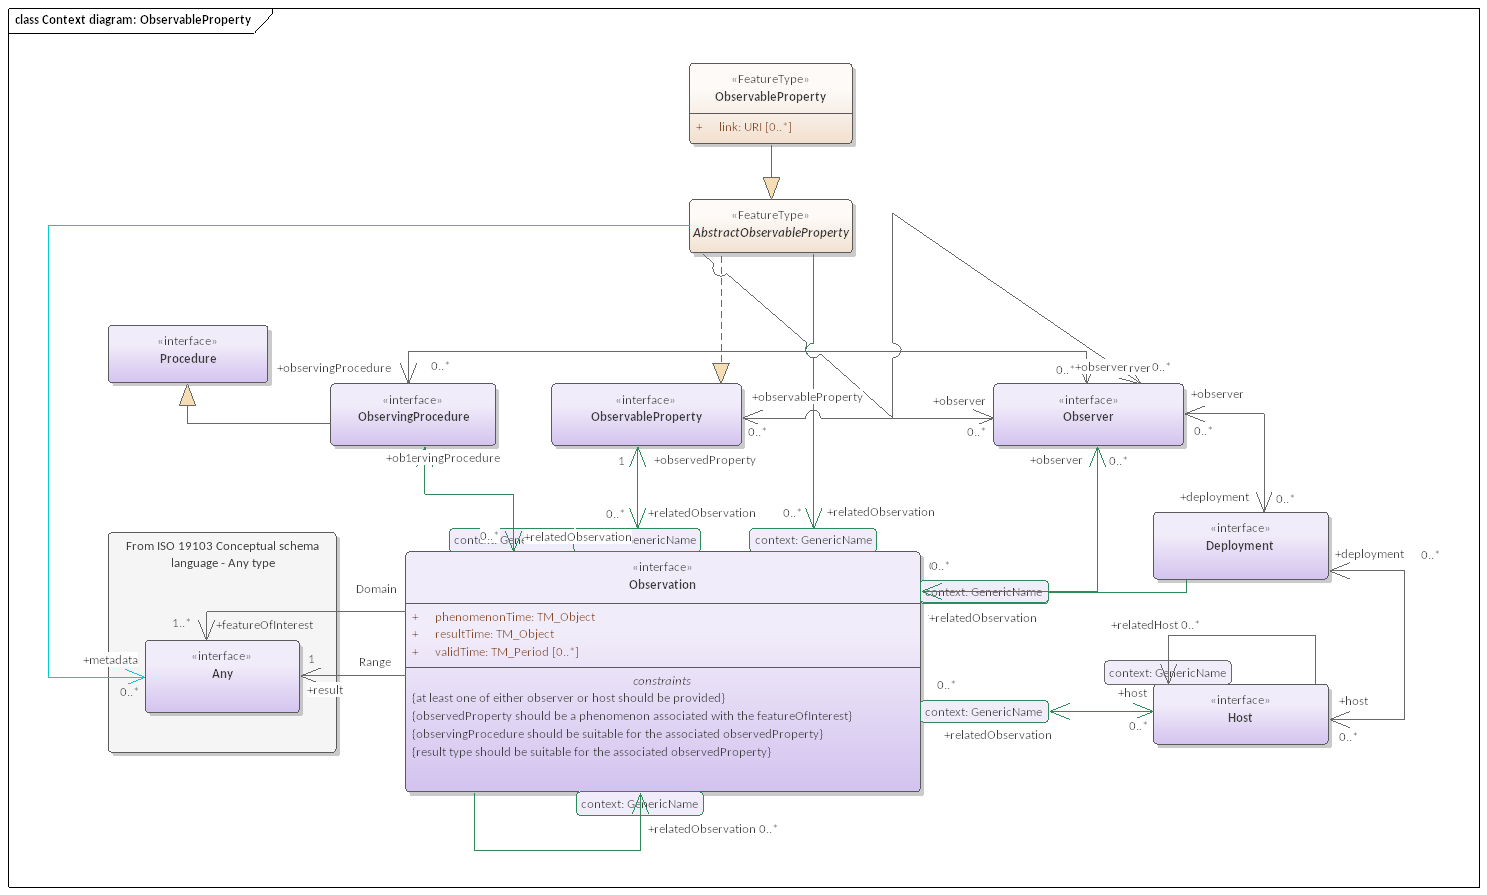 class Context diagram: ObservableProperty
«FeatureType»
ObservableProperty
+ link: URI [0..*]
«FeatureType»
AbstractObservableProperty
«interface»
Procedure
+observingProcedure
0..*
0..*
+observer
0..*
«interface»
ObservingProcedure
«interface»
ObservableProperty
+observableProperty
0..*
+observer
0..*
«interface»
Observer
+observer
0..*
1
+observedProperty
+observer
0..*
0..*
+relatedObservation
0..*
+relatedObservation
+deployment
0..*
0..*
+relatedObservation
context: GenericName
«interface»
Deployment
+deployment
0..*
From ISO 19103 Conceptual schema
language - Any type
Domain
1..*
+featureOfInterest
«interface»
Any
+metadata
0..*
1
Range
+result
«interface»
Observation
+ phenomenonTime: TM_Object
+ resultTime: TM_Object
+ validTime: TM_Period [0..*]
constraints
{at least one of either observer or host should be provided}
{observedProperty should be a phenomenon associated with the featureOfInterest}
{observingProcedure should be suitable for the associated observedProperty}
{result type should be suitable for the associated observedProperty}
0..*
context: GenericName
+relatedObservation
+relatedHost 0..*
context: GenericName
0..*
context: GenericName
+relatedObservation
+host
0..*
«interface»
Host
+host
0..*
context: GenericName
+relatedObservation 0..*